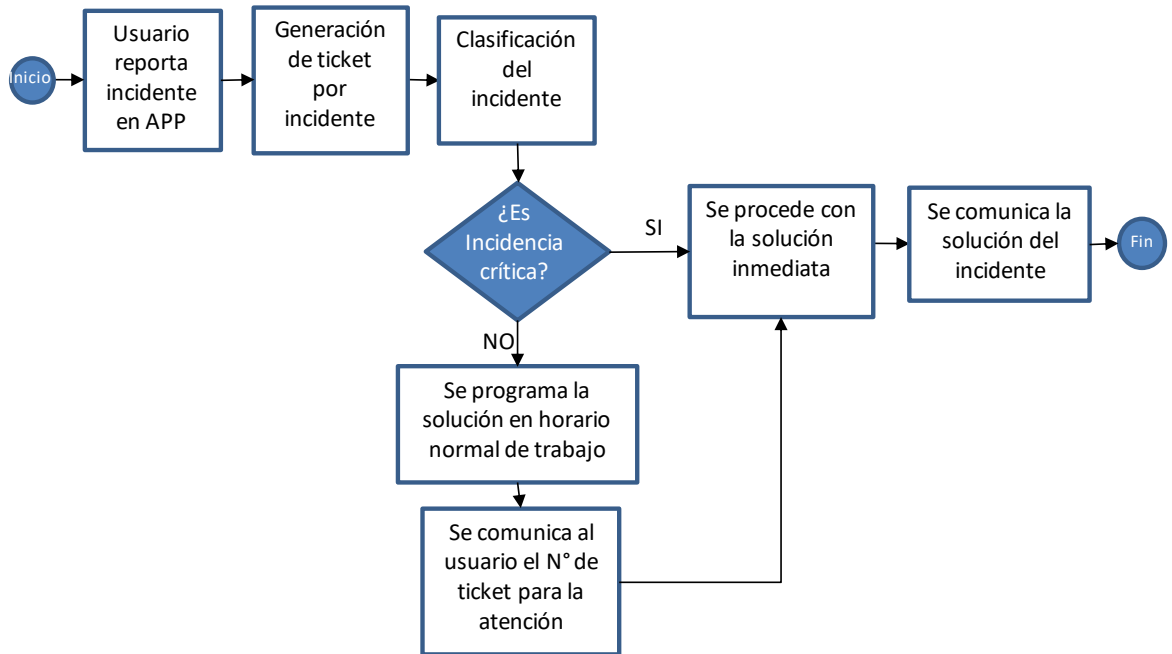 Inicio
Usuario
reporta
incidente
en APP
Generación
de ticket
por
incidente
Clasificación
del
incidente
¿Es
Incidencia
crítica?
SI
Se procede con
la solución
inmediata
Se comunica la
solución del
incidente
Fin
NO
Se programa la
solución en horario
normal de trabajo
Se comunica al
usuario el N° de
ticket para la
atención